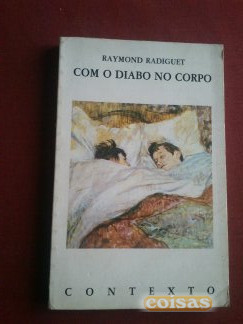 RAYMOND RADIGUET
COM O DIABO NO CORPO
CONTEXTO
coisas